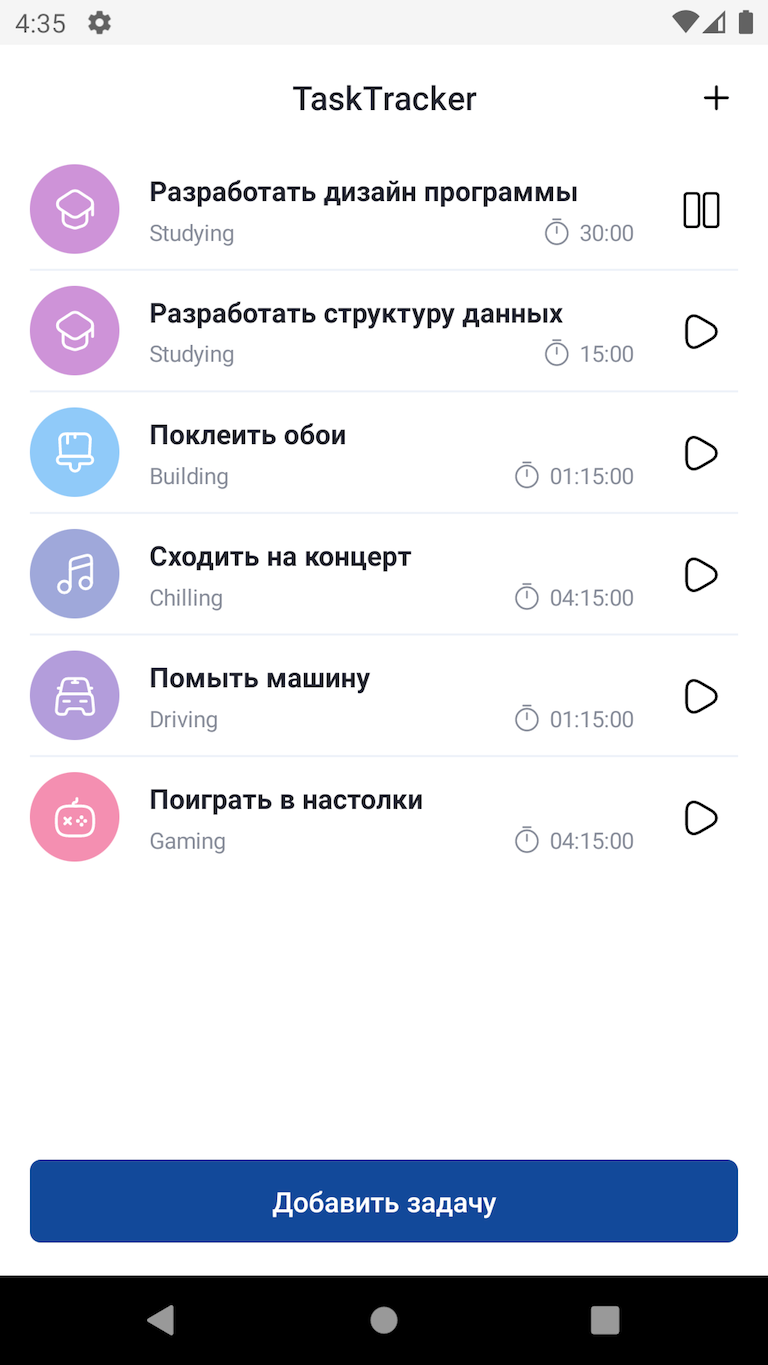 4:35
TaskTracker
Разработать дизайн программы
Studying 30:00
Разработать структуру данных
Studying 15:00
Поклеить обои
Building 01:15:00
Сходить на концерт
Chilling 04:15:00
Помыть машину
Driving 01:15:00
Поиграть в настолки
Gaming 04:15:00
Добавить задачу